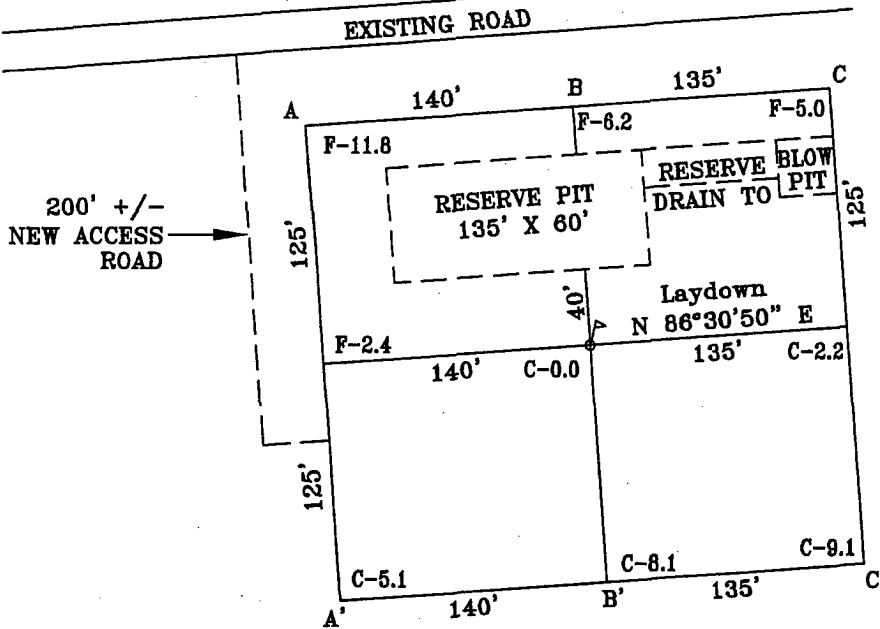 EXISTING ROAD
A
140'
B
135'
C
F-11.8
F-6.2
F-5.0
RESERVE PIT
135' X 60'
RESERVE
DRAIN TO
BLOW
PIT
200' +/-
NEW ACCESS
ROAD
125'
125'
40'
Laydown
N 86°30'50" E
F-2.4
140'
C-0.0
135'
C-2.2
125'
C-5.1
C-8.1
C-9.1
A'
140'
B'
135'
C